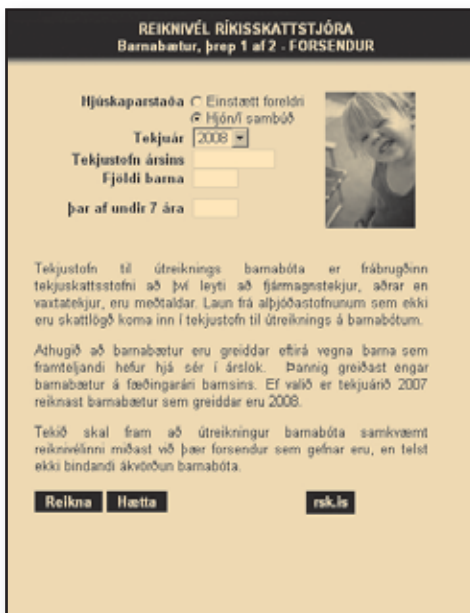 REIKNIVÉL RÍKISSKATTSTJÓRA
Barnabætur, þrep 1 af 2 - FORSENDUR
Hjúskaparstaða Einstætt foreldri
Hjón/í sambúð
Tekjuár 2008
Tekjustofn ársins
Fjöldi barna
þar af undir 7 ára
Tekjustofn til útreiknings barnabóta er frábrugðinn
tekjuskattsstofni að því leyti að fjármagnstekjur, aðrar en
vaxtatekjur, eru meðtaldar. Laun frá alþjóðastofnunum sem ekki
eru skattlögð koma inn í tekjustofn til útreiknings á barnabótum.
Athugið að barnabætur eru greiddar eftirá vegna barna sem
framteljandi hefur hjá sér í árslok. Þannig greiðast engar
barnabætur á fæðingarári barnsins. Ef valið er tekjuárið 2007
reiknast barnabætur sem greiddar eru 2008.
Tekið skal fram að útreikningur barnabóta samkvæmt
reiknivélinni miðast við þær forsendur sem gefnar eru, en telst
ekki bindandi ákvörðun barnabóta.
Reikna Hætta rsk.is